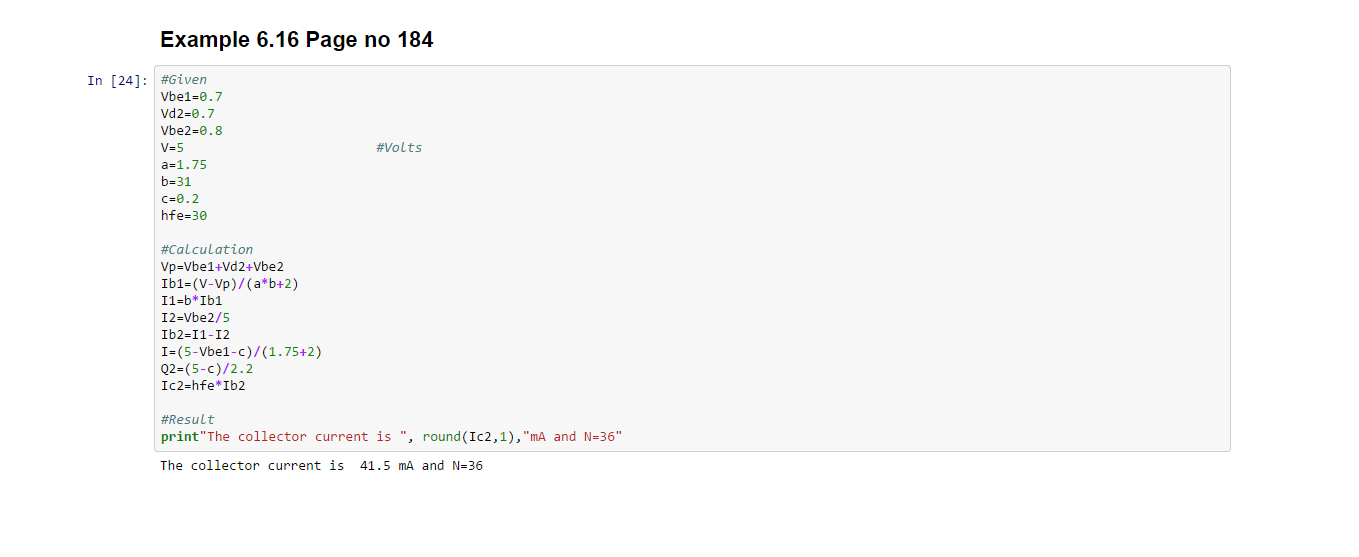 Example 6.16 Page no 184
In [24]: #Given
Vbe1=0.7
Vd2=0.7
Vbe2=0.8
V=5 #Volts
a=1.75
b=31
c=0.2
hfe=30
#Calculation
Vp=Vbe1+Vd2+Vbe2
Ib1=(V-Vp)/(a*b+2)
I1=b*Ib1
I2=Vbe2/5
Ib2=I1-I2
I=(5-Vbe1-c)/(1.75+2)
Q2=(5-c)/2.2
Ic2=hfe*Ib2
#Result
print"The collector current is ", round(Ic2,1),"mA and N=36"
The collector current is  41.5 mA and N=36